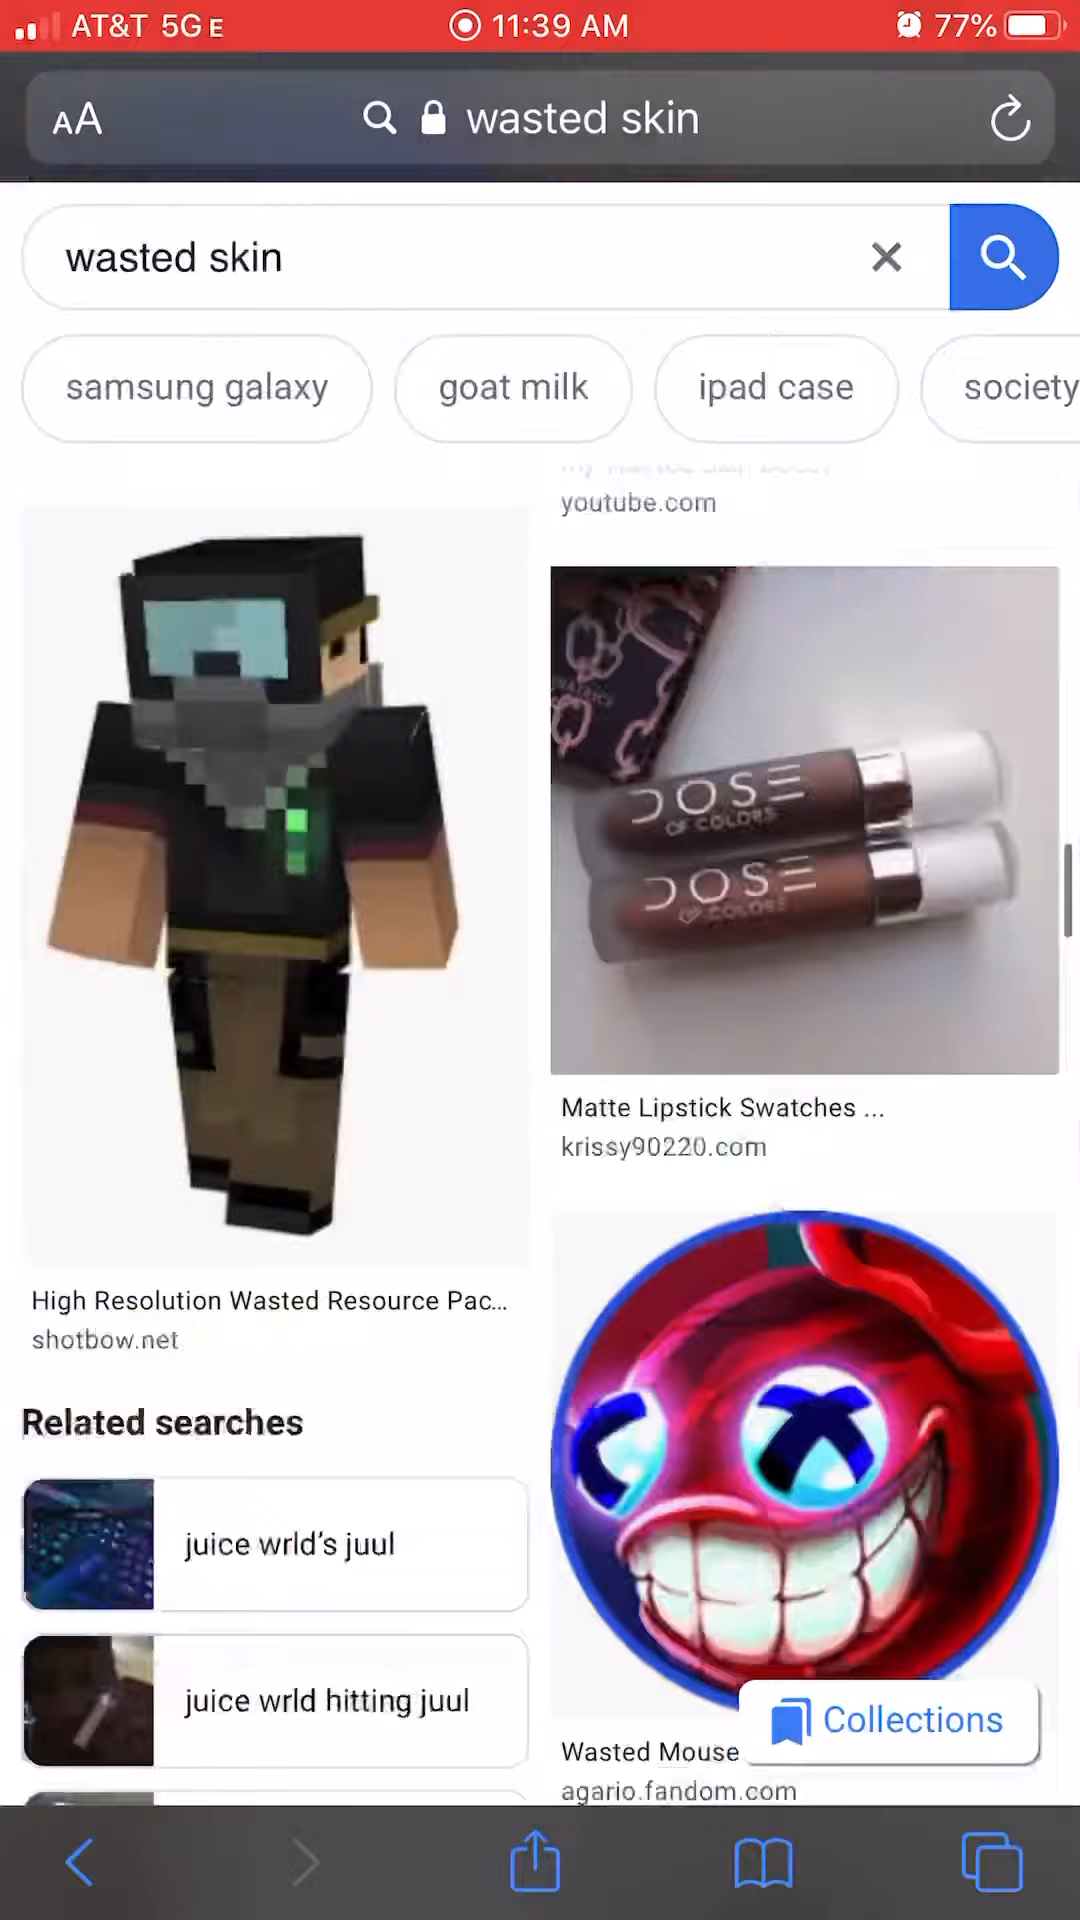 AT&T 5GE
11:39 AM
77%
AA
wasted skin
wasted skin
samsung galaxy
goat milk
ipad case
society
youtube.com
DOSE
OF COLORS
DOSE
OF COLORS
Matte Lipstick Swatches ...
krissy90220.com
High Resolution Wasted Resource Pac...
shotbow.net
Related searches
juice wrld’s juul
juice wrld hitting juul
Collections
Wasted Mouse
agario.fandom.com